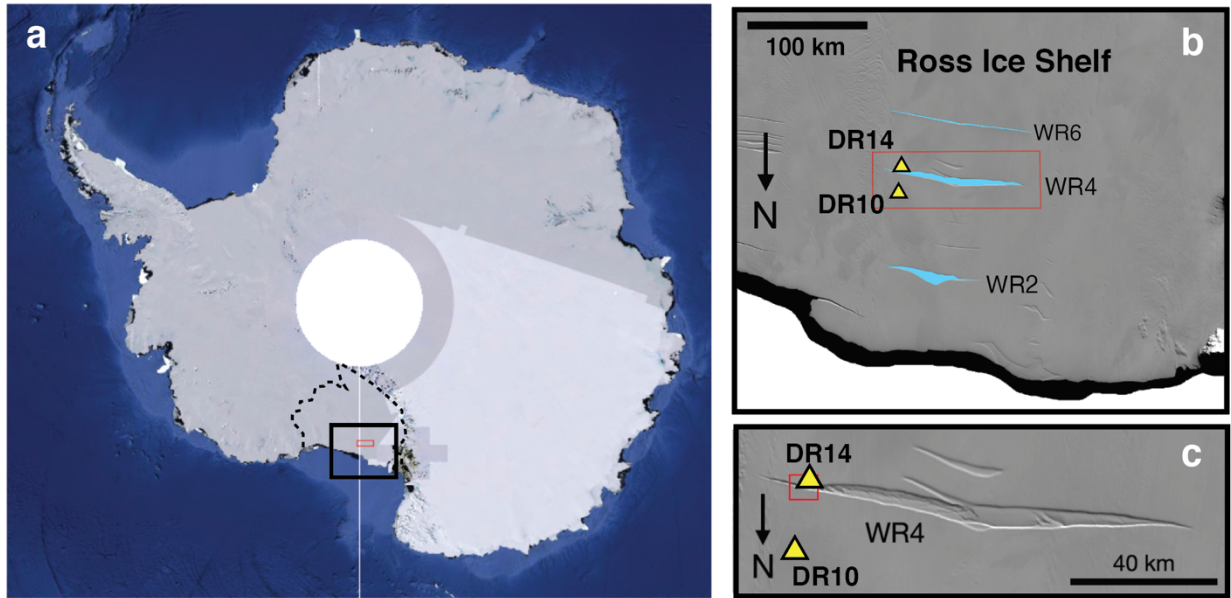 a
b
100 km
Ross Ice Shelf
WR6
DR14
WR4
N
DR10
WR2
c
DR14
WR4
N
DR10
40 km